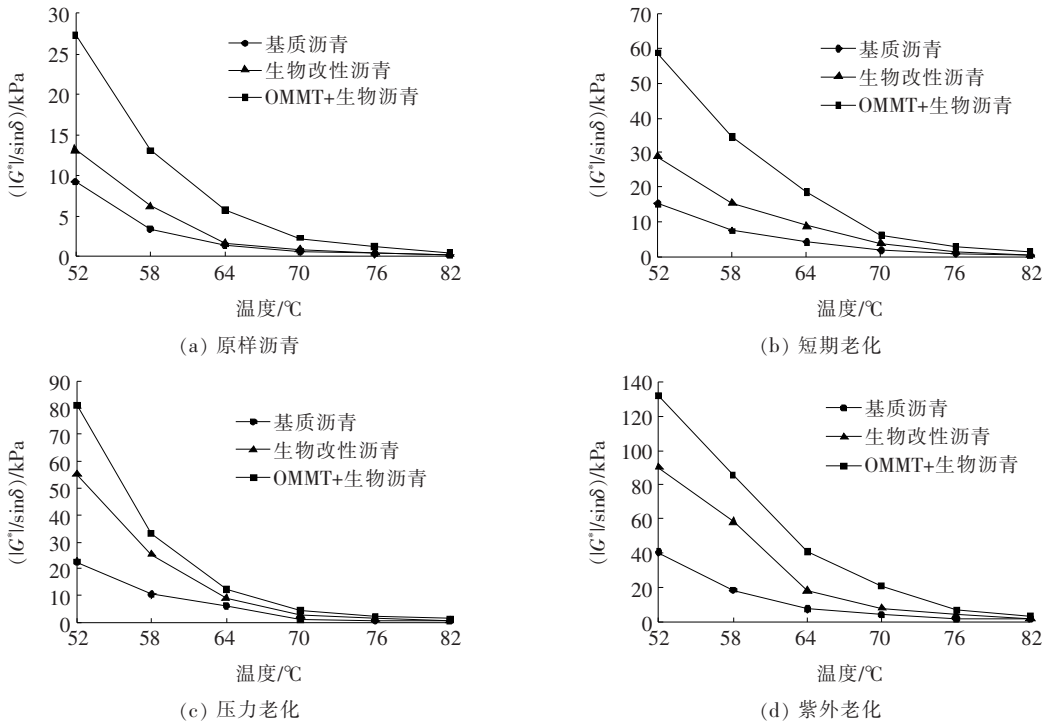 (|G*|/sinδ)/kPa
30
25
20
15
10
5
0
基质沥青
生物改性沥青
OMMT+生物沥青
52 58 64 70 76 82
温度/℃
(a) 原样沥青
(|G*|/sinδ)/kPa
70
60
50
40
30
20
10
0
基质沥青
生物改性沥青
OMMT+生物沥青
52 58 64 70 76 82
温度/℃
(b) 短期老化
(|G*|/sinδ)/kPa
90
80
70
60
50
40
30
20
10
0
基质沥青
生物改性沥青
OMMT+生物沥青
52 58 64 70 76 82
温度/℃
(c) 压力老化
(|G*|/sinδ)/kPa
140
120
100
80
60
40
20
0
基质沥青
生物改性沥青
OMMT+生物沥青
52 58 64 70 76 82
温度/℃
(d) 紫外老化